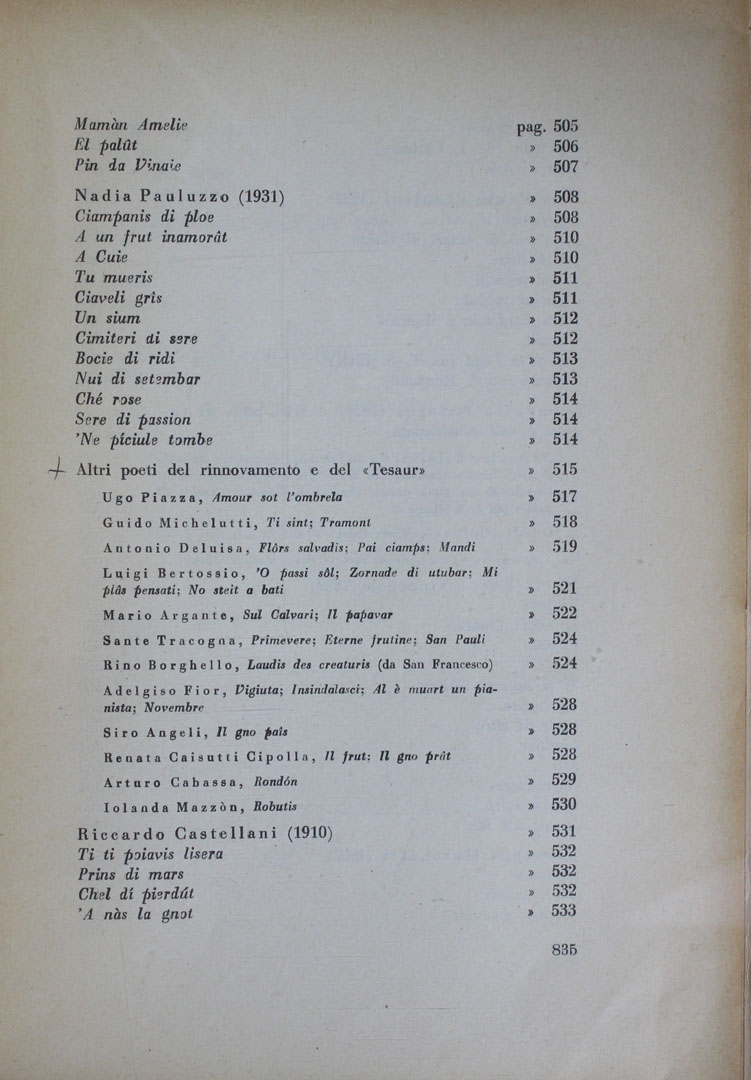 Mamàn Amelie pag. 505
El palût » 506
Pin da Vinaie » 507
Nadia Pauluzzo (1931) » 508
Ciampanis di ploe » 508
A un frut inamorât » 510
A Cuie » 510
Tu mueris » 511
Ciaveli grîs » 511
Un sium » 512
Cimiteri di sere » 512
Bocie di ridi » 513
Nui di setembar » 513
Ché rose » 514
Sere di passion » 514
'Ne píciule tombe » 514
+ Altri poeti del rinnovamento e del «Tesaur» » 515
Ugo Piazza, Amour sot l'ombrela » 517
Guido Michelutti, Ti sint; Tramont » 518
Antonio Deluisa, Flôrs salvadis; Pai ciamps; Mandi » 519
Luigi Bertossio, 'O passi sôl; Zornade di utubar; Mi
plâs pensati; No steit a bati » 521
Mario Argante, Sul Calvari; Il papavar » 522
Sante Tracogna, Primevere; Eterne frutine; San Pauli » 524
Rino Borghello, Laudis des creaturis (da San Francesco) » 524
Adelgiso Fior, Vigiuta; Insindalasci; Al è muart un pia-
nista; Novembre » 528
Siro Angeli, Il gno païs » 528
Renata Caisutti Cipolla, Il frut; Il gno prât » 528
Arturo Cabassa, Rondón » 529
Iolanda Mazzòn, Robutis » 530
Riccardo Castellani (1910) » 531
Ti ti poiavis lisera » 532
Prins di mars » 532
Chel dí pierdút » 532
'A nàs la gnot » 533
835